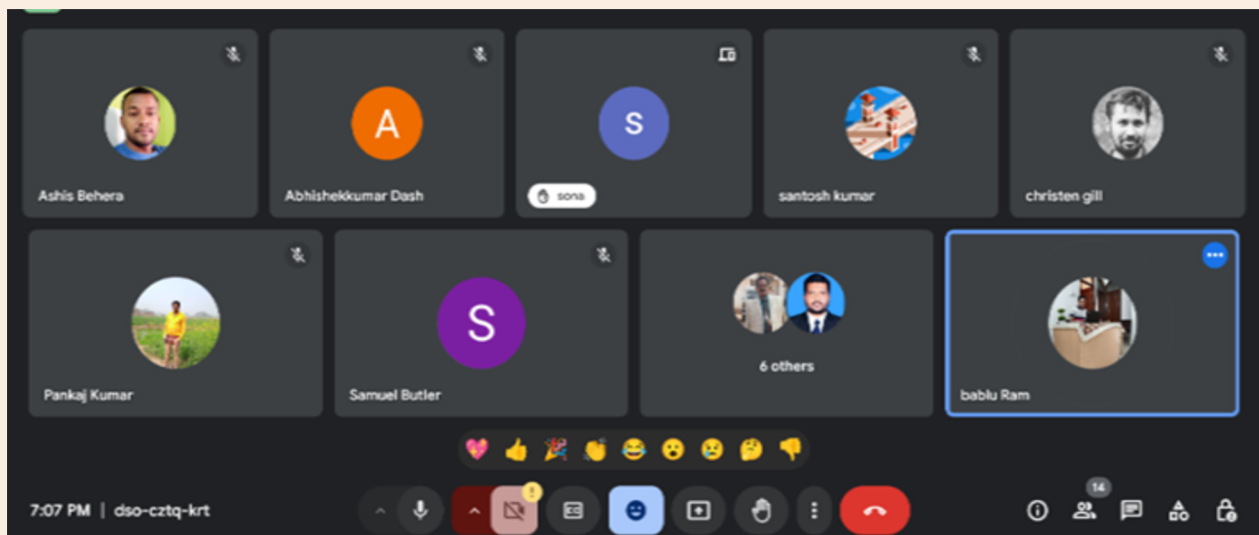 Ashis Behera
A
Abhishekkumar Dash
S
sona
santosh kumar
christen gill
Pankaj Kumar
S
Samuel Butler
6 others
bablu Ram
7:07 PM | dso-cztq-krt
CC
14